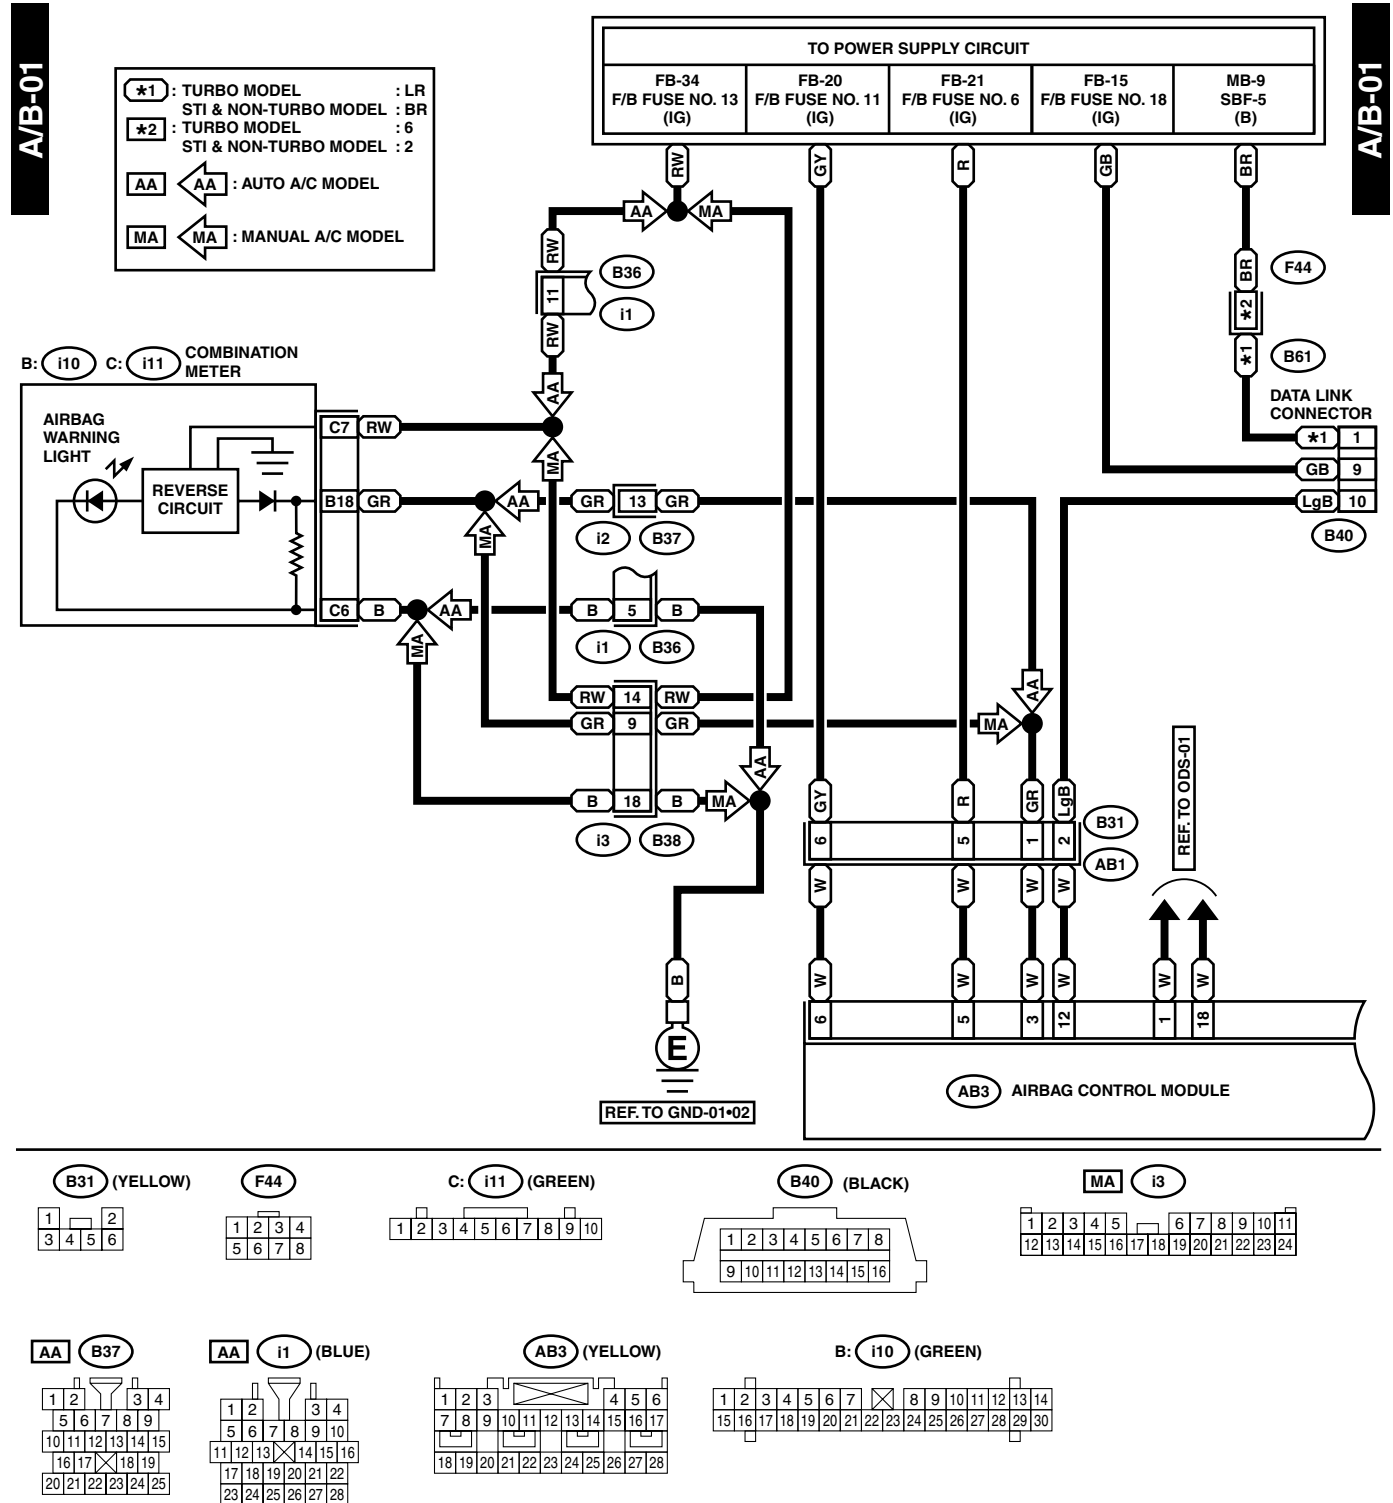 A/B-01
A/B-01
*1 : TURBO MODEL : LR
STI & NON-TURBO MODEL : BR
*2 : TURBO MODEL : 6
STI & NON-TURBO MODEL : 2
AA AA : AUTO A/C MODEL
MA MA : MANUAL A/C MODEL
TO POWER SUPPLY CIRCUIT
FB-34 FB-20 FB-21 FB-15 MB-9
F/B FUSE NO. 13 F/B FUSE NO. 11 F/B FUSE NO. 6 F/B FUSE NO. 18 SBF-5
(IG) (IG) (IG) (IG) (B)
RW GY R GB BR
AA MA
RW
11
RW
B36
i1
BR
F44
*2
*1
B61
AA
B: i10 C: i11 COMBINATION
METER
AIRBAG
WARNING
LIGHT
REVERSE
CIRCUIT
C7 RW
MA
B18 GR AA GR 13 GR
MA i2 B37
C6 B AA B 5 B
MA i1 B36
DATA LINK
CONNECTOR
*1 1
GB 9
LgB 10
B40
RW 14 RW
GR 9 GR MA
AA
AA
B 18 B MA
i3 B38
GY R GR LgB
6 5 1 2
B31
AB1
W W W W
REF. TO ODS-01
B
E
REF. TO GND-01•02
W W W W W W
6 5 3 12 1 18
AB3 AIRBAG CONTROL MODULE
B31 (YELLOW)
1 2
3 4 5 6
F44
1 2 3 4
5 6 7 8
C: i11 (GREEN)
1 2 3 4 5 6 7 8 9 10
B40 (BLACK)
1 2 3 4 5 6 7 8
9 10 11 12 13 14 15 16
MA i3
1 2 3 4 5 6 7 8 9 10 11
12 13 14 15 16 17 18 19 20 21 22 23 24
AA B37
1 2 3 4
5 6 7 8 9
10 11 12 13 14 15
16 17 18 19
20 21 22 23 24 25
AA i1 (BLUE)
1 2 3 4
5 6 7 8 9 10
11 12 13 14 15 16
17 18 19 20 21 22
23 24 25 26 27 28
AB3 (YELLOW)
1 2 3 4 5 6
7 8 9 10 11 12 13 14 15 16 17
18 19 20 21 22 23 24 25 26 27 28
B: i10 (GREEN)
1 2 3 4 5 6 7 8 9 10 11 12 13 14
15 16 17 18 19 20 21 22 23 24 25 26 27 28 29 30